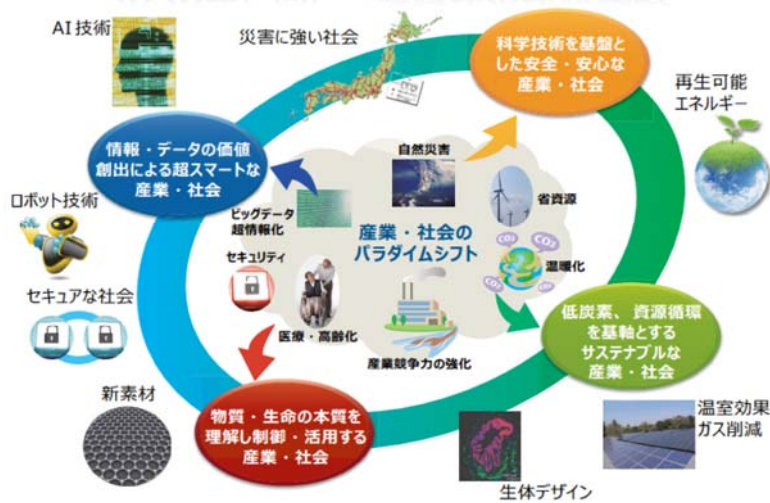 AI技術
災害に強い社会
科学技術を基盤と
した安全・安心な
産業・社会
再生可能
エネルギー
情報・データの価値
創出による超スマートな
産業・社会
自然災害
省資源
ロボット技術
ビッグデータ
超情報化
産業・社会の
パラダイムシフト
CO2
CO2
CO2
セキュリティ
温暖化
セキュアな社会
医療・高齢化
産業競争力の強化
低炭素、資源循環
を基軸とする
サステナブルな
産業・社会
新素材
物質・生命の本質を
理解し制御・活用する
産業・社会
温室効果
ガス削減
生体デザイン